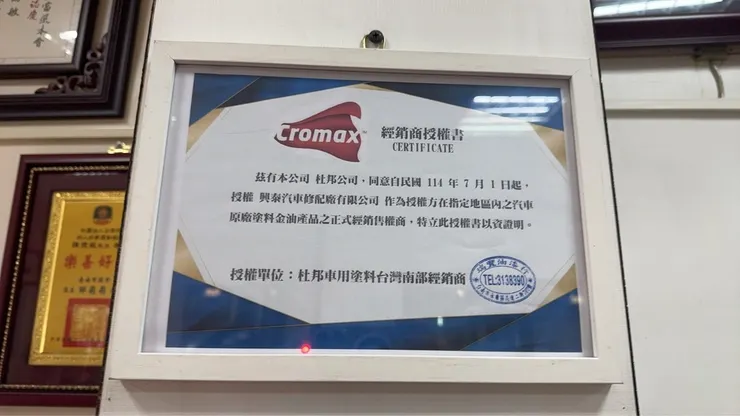 Cromax
經銷商授權書
CERTIFICATE
茲有本公司 杜邦公司，同意自民國 114 年 7 月 1 日起，
授權 興泰汽車修配廠有限公司 作為授權方在指定地區內之汽車
原廠塗料金油產品之正式經銷售權商，特立此授權書以資證明。
授權單位：杜邦車用塗料台灣南部經銷商
TEL:3138390
樂善好